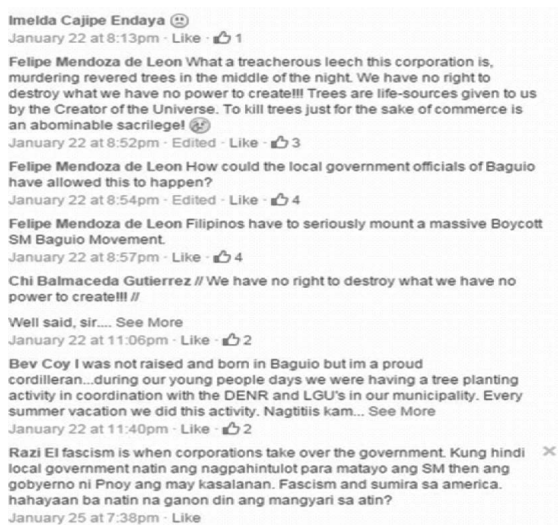 Imelda Cajipe Endaya
January 22 at 8:13pm · Like · 1
Felipe Mendoza de Leon What a treacherous leech this corporation is,
murdering revered trees in the middle of the night. We have no right to
destroy what we have no power to create!!! Trees are life-sources given to us
by the Creator of the Universe. To kill trees just for the sake of commerce is
an abominable sacrilege!
January 22 at 8:52pm · Edited · Like · 3
Felipe Mendoza de Leon How could the local government officials of Baguio
have allowed this to happen?
January 22 at 8:54pm · Edited · Like · 4
Felipe Mendoza de Leon Filipinos have to seriously mount a massive Boycott
SM Baguio Movement.
January 22 at 8:57pm · Like · 4
Chi Balmaceda Gutierrez // We have no right to destroy what we have no
power to create!!! //
Well said, sir.... See More
January 22 at 11:06pm · Like · 2
Bev Coy I was not raised and born in Baguio but im a proud
cordilleran...during our young people days we were having a tree planting
activity in coordination with the DENR and LGU's in our municipality. Every
summer vacation we did this activity. Nagtitiis kam... See More
January 22 at 11:40pm · Like · 2
Razi El fascism is when corporations take over the government. Kung hindi
local government natin ang nagpahintulot para matayo ang SM then ang
gobyerno ni Pnoy ang may kasalanan. Fascism and sumira sa america.
hahayaan ba natin na ganon din ang mangyari sa atin?
January 25 at 7:38pm · Like